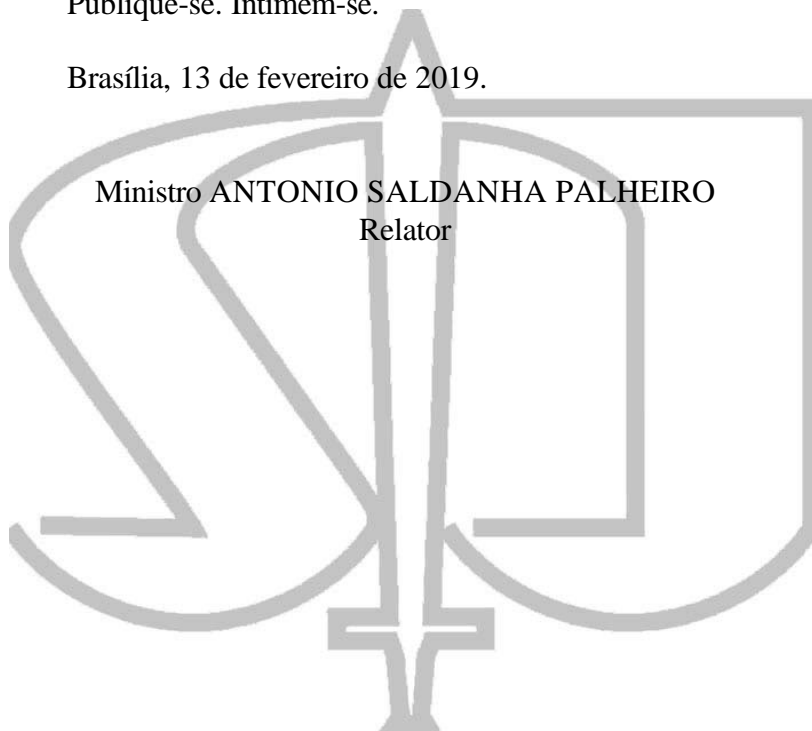 Publique-se. Intimem-se.
Brasília, 13 de fevereiro de 2019.
Ministro ANTONIO SALDANHA PALHEIRO
Relator